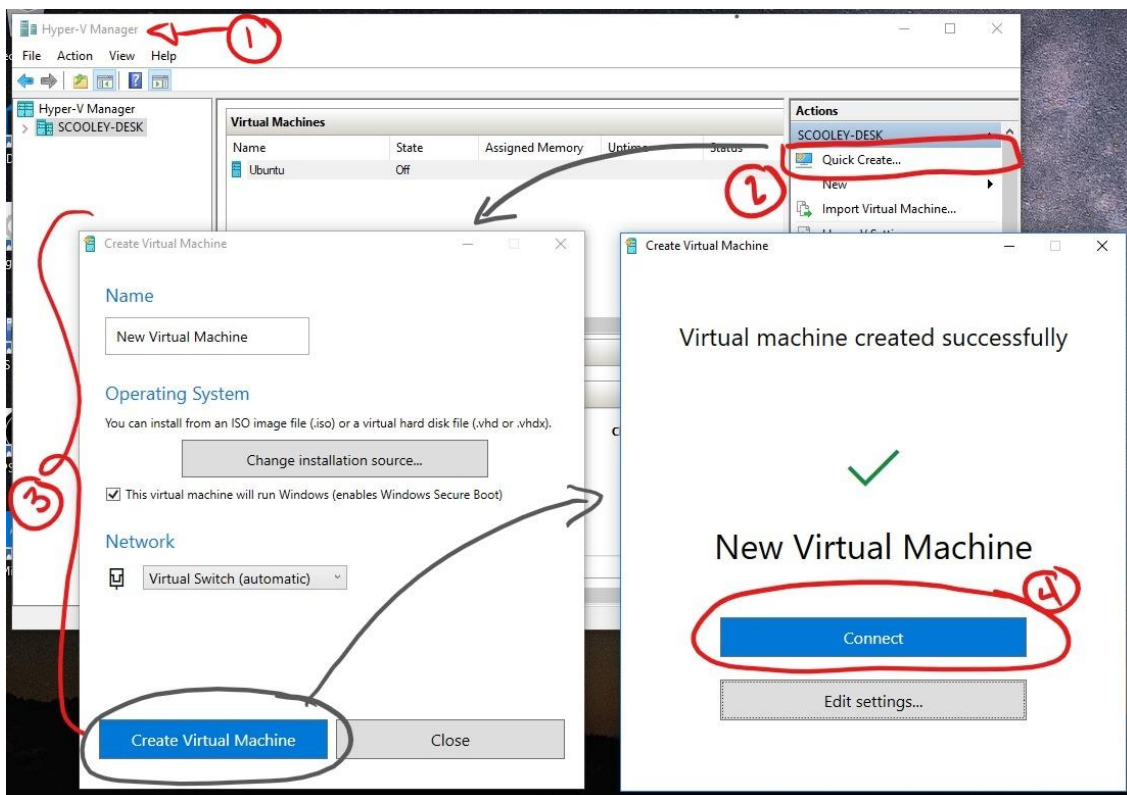 Hyper-V Manager
1
File Action View Help
Hyper-V Manager
SCOOLEY-DESK
Virtual Machines
Name State Assigned Memory Uptime Status
Ubuntu Off
Actions
SCOOLEY-DESK
Quick Create...
2
New
Import Virtual Machine...
Create Virtual Machine
Name
New Virtual Machine
Operating System
You can install from an ISO image file (.iso) or a virtual hard disk file (.vhd or .vhdx).
Change installation source...
This virtual machine will run Windows (enables Windows Secure Boot)
3
Network
Virtual Switch (automatic)
Create Virtual Machine Close
Create Virtual Machine
Virtual machine created successfully
New Virtual Machine
4
Connect
Edit settings...